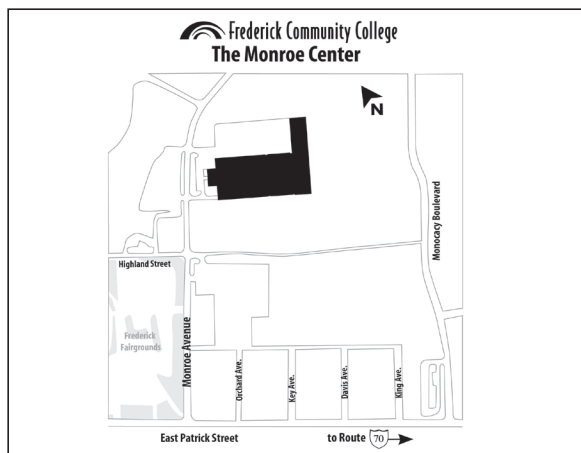 Frederick Community College
The Monroe Center
N
Monocacy Boulevard
Highland Street
Frederick
Fairgrounds
Monroe Avenue
Orchard Ave.
Key Ave.
Davis Ave.
King Ave.
East Patrick Street
to Route 70